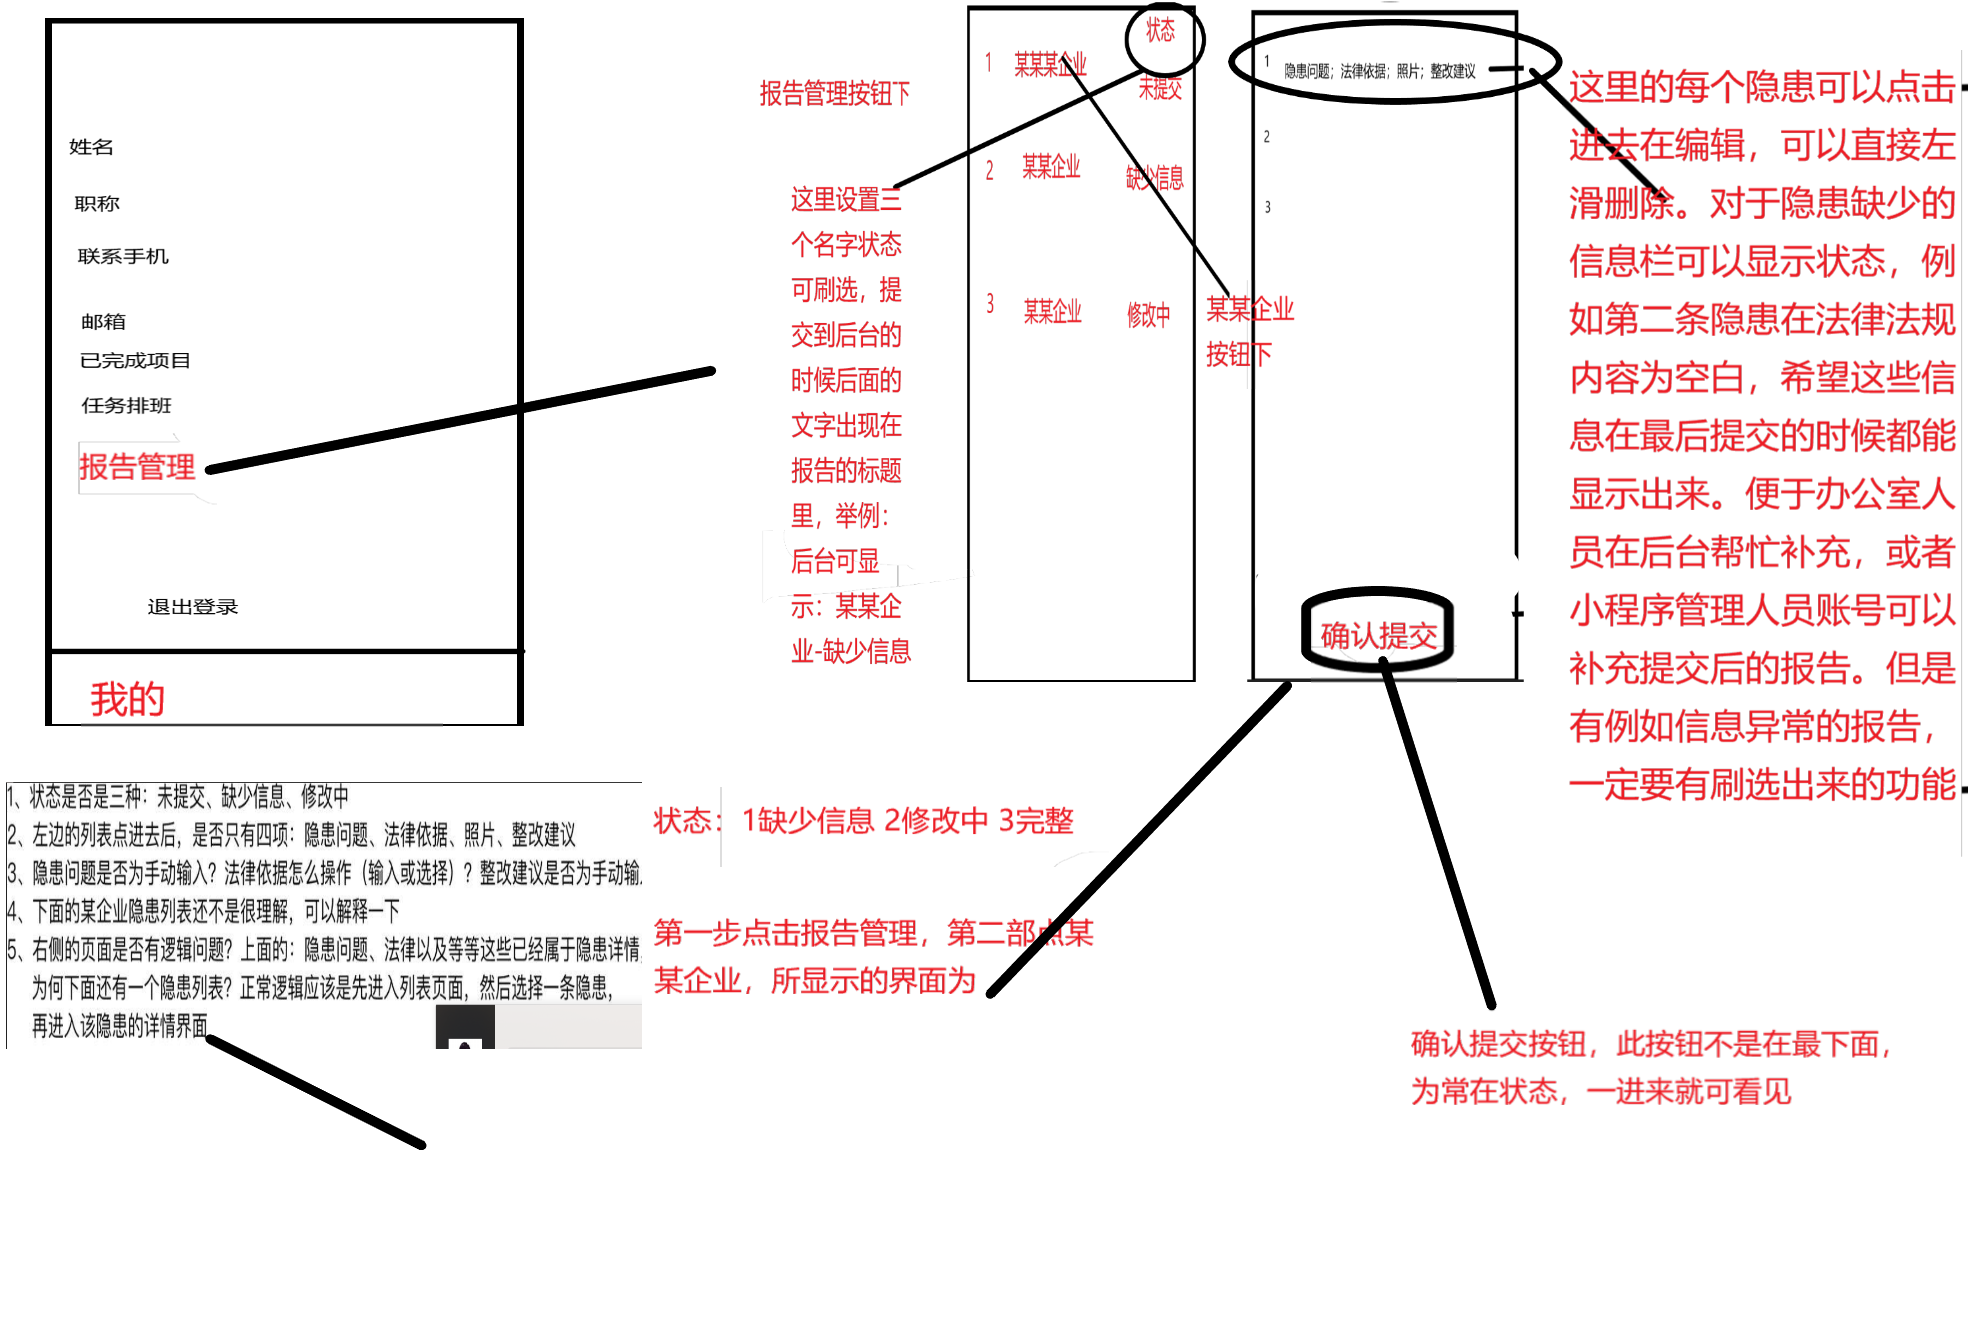 姓名
职称
联系手机
邮箱
已完成项目
任务排班
报告管理
退出登录
我的
报告管理按钮下
这里设置三
个名字状态
可刷选，提
交到后台的
时候后面的
文字出现在
报告的标题
里，举例：
后台可显
示：某某企
业-缺少信息
状态
1 某某某企业
未提交
2 某某企业 缺少信息
3 某某企业 修改中
某某企业
按钮下
1 隐患问题；法律依据；照片；整改建议
2
3
确认提交
这里的每个隐患可以点击
进去在编辑，可以直接左
滑删除。对于隐患缺少的
信息栏可以显示状态，例
如第二条隐患在法律法规
内容为空白，希望这些信
息在最后提交的时候都能
显示出来。便于办公室人
员在后台帮忙补充，或者
小程序管理人员账号可以
补充提交后的报告。但是
有例如信息异常的报告，
一定要有刷选出来的功能
1、状态是否是三种：未提交、缺少信息、修改中
2、左边的列表点进去后，是否只有四项：隐患问题、法律依据、照片、整改建议
3、隐患问题是否为手动输入？法律依据怎么操作（输入或选择）？整改建议是否为手动输
4、下面的某企业隐患列表还不是很理解，可以解释一下
5、右侧的页面是否有逻辑问题？上面的：隐患问题、法律以及等等这些已经属于隐患详情
为何下面还有一个隐患列表？正常逻辑应该是先进入列表页面，然后选择一条隐患，
再进入该隐患的详情界面
状态：1缺少信息 2修改中 3完整
第一步点击报告管理，第二部点某
某企业，所显示的界面为
确认提交按钮，此按钮不是在最下面，
为常在状态，一进来就可看见